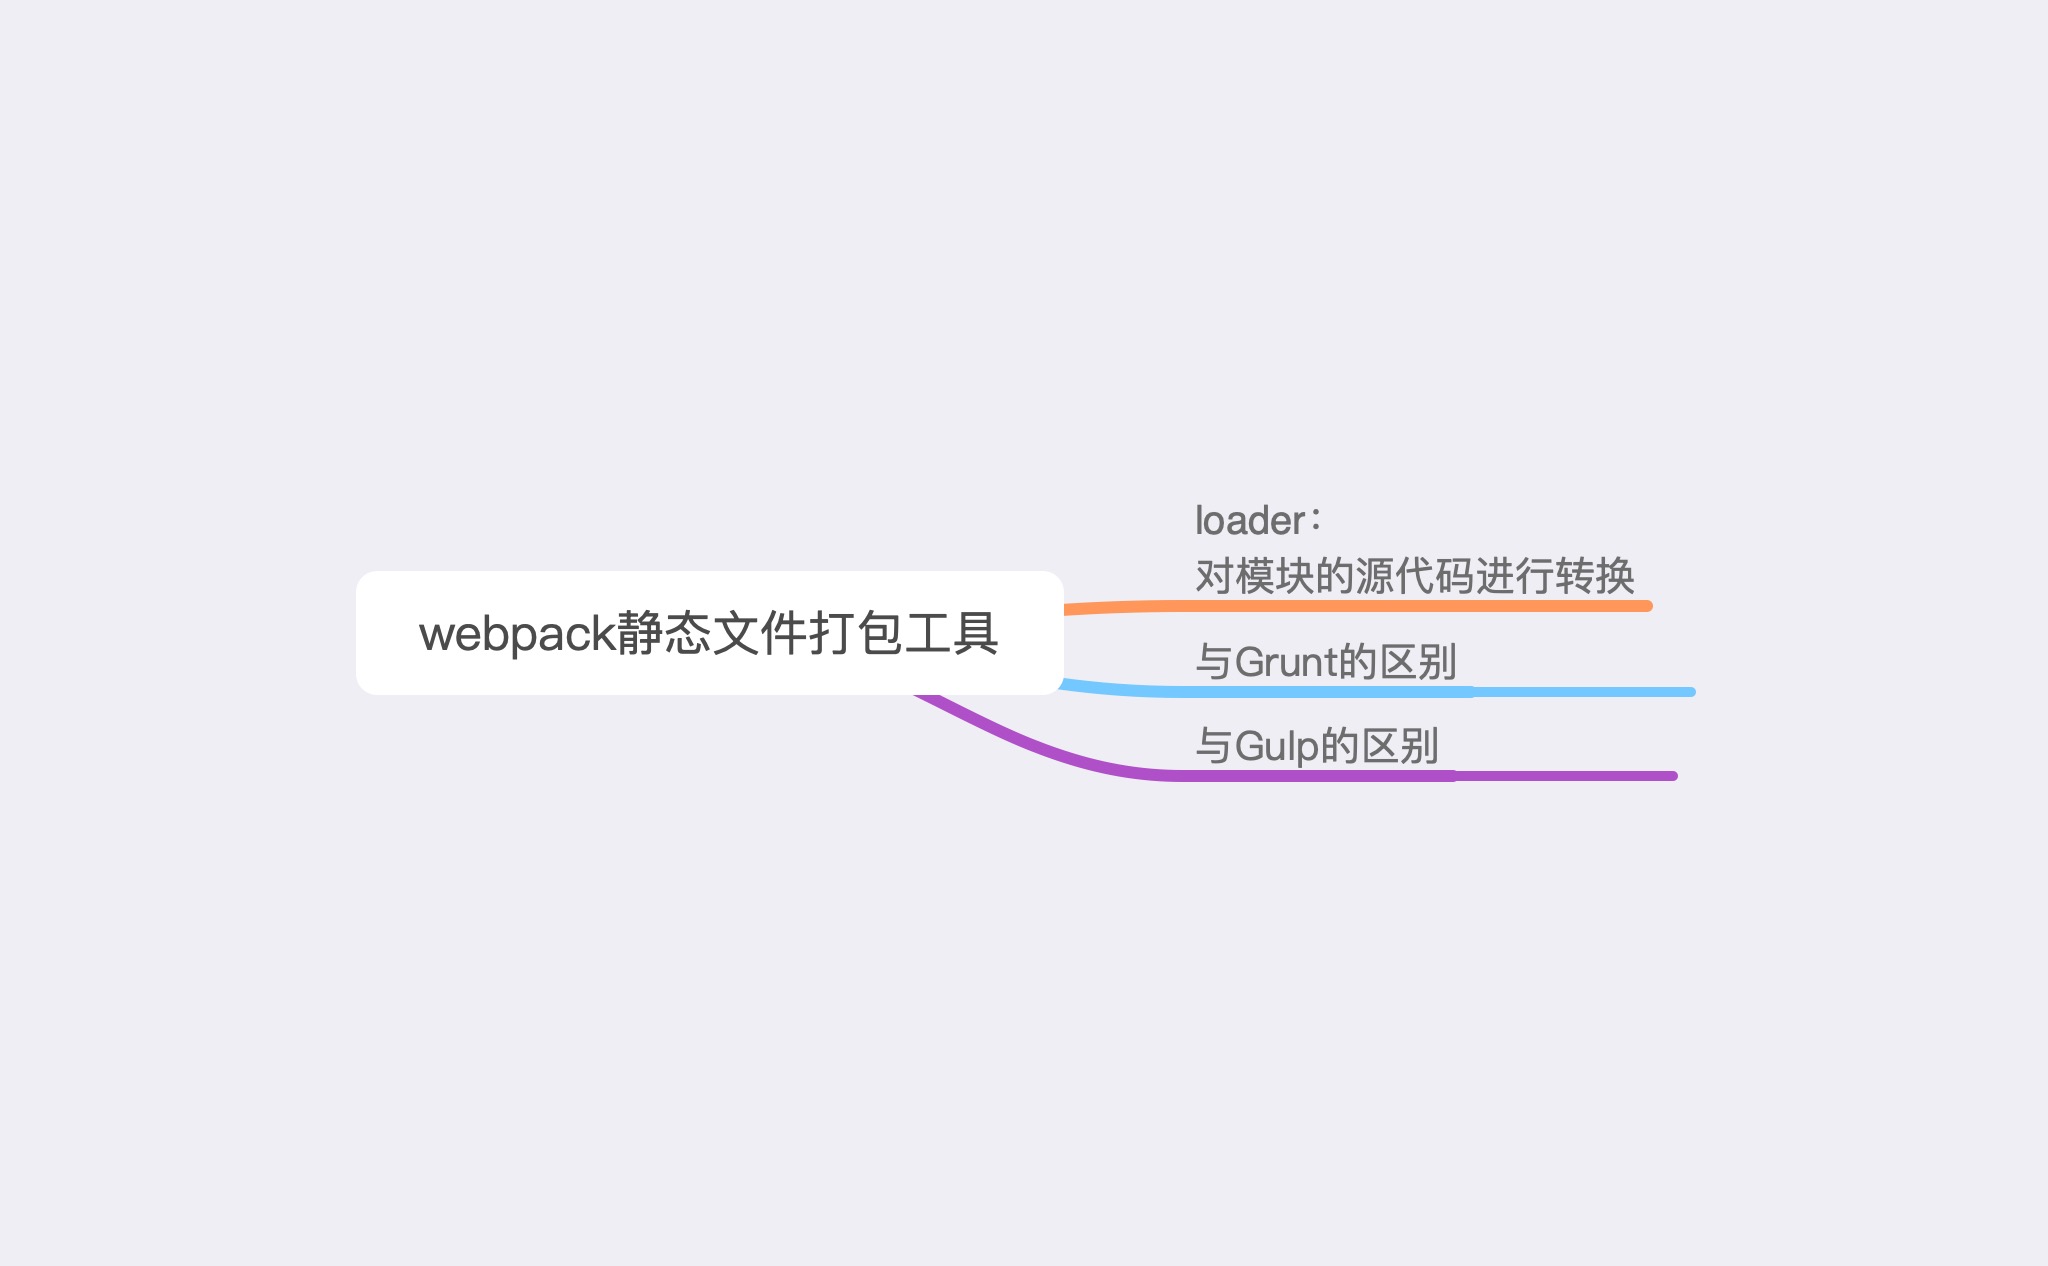 webpack静态文件打包工具
loader：
对模块的源代码进行转换
与Grunt的区别
与Gulp的区别